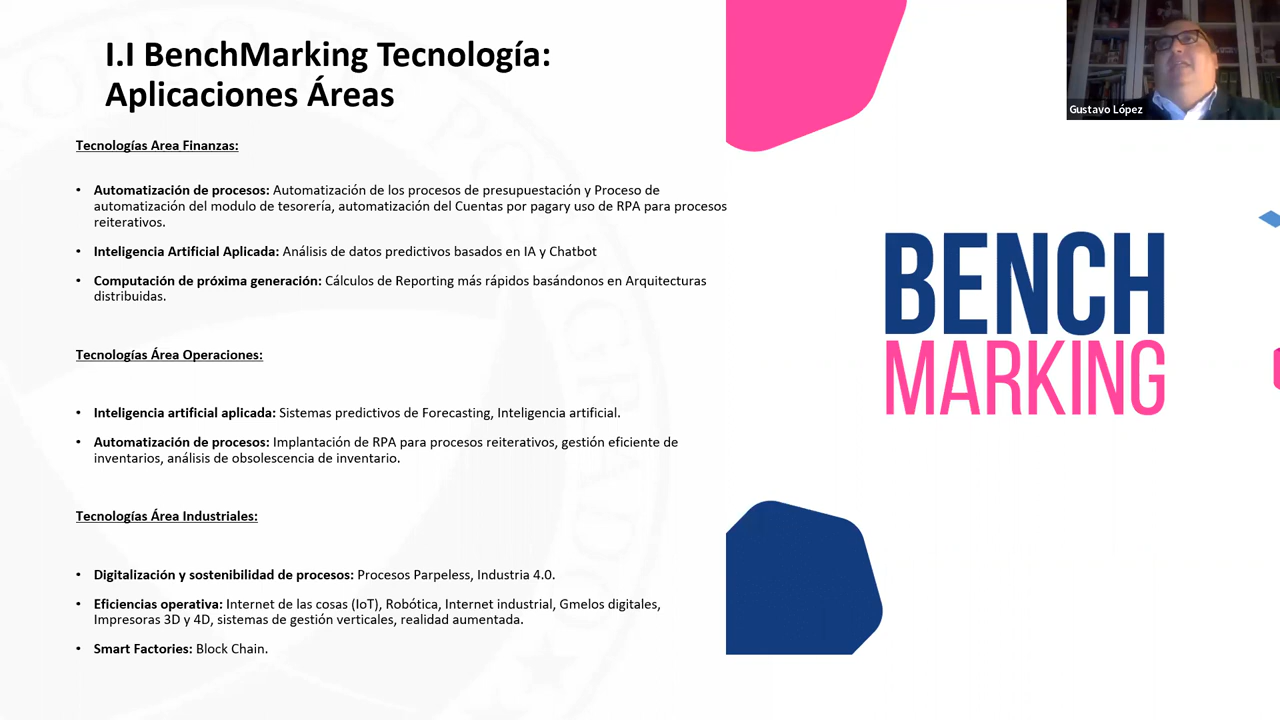 I.I BenchMarking Tecnología:
Aplicaciones Áreas
Tecnologías Area Finanzas:
• Automatización de procesos: Automatización de los procesos de presupuestación y Proceso de
automatización del modulo de tesorería, automatización del Cuentas por pagary uso de RPA para procesos
reiterativos.
• Inteligencia Artificial Aplicada: Análisis de datos predictivos basados en IA y Chatbot
• Computación de próxima generación: Cálculos de Reporting más rápidos basándonos en Arquitecturas
distribuidas.
Tecnologías Área Operaciones:
• Inteligencia artificial aplicada: Sistemas predictivos de Forecasting, Inteligencia artificial.
• Automatización de procesos: Implantación de RPA para procesos reiterativos, gestión eficiente de
inventarios, análisis de obsolescencia de inventario.
Tecnologías Área Industriales:
• Digitalización y sostenibilidad de procesos: Procesos Parpeless, Industria 4.0.
• Eficiencias operativa: Internet de las cosas (IoT), Robótica, Internet industrial, Gmelos digitales,
Impresoras 3D y 4D, sistemas de gestión verticales, realidad aumentada.
• Smart Factories: Block Chain.
BENCH
MARKING
Gustavo López